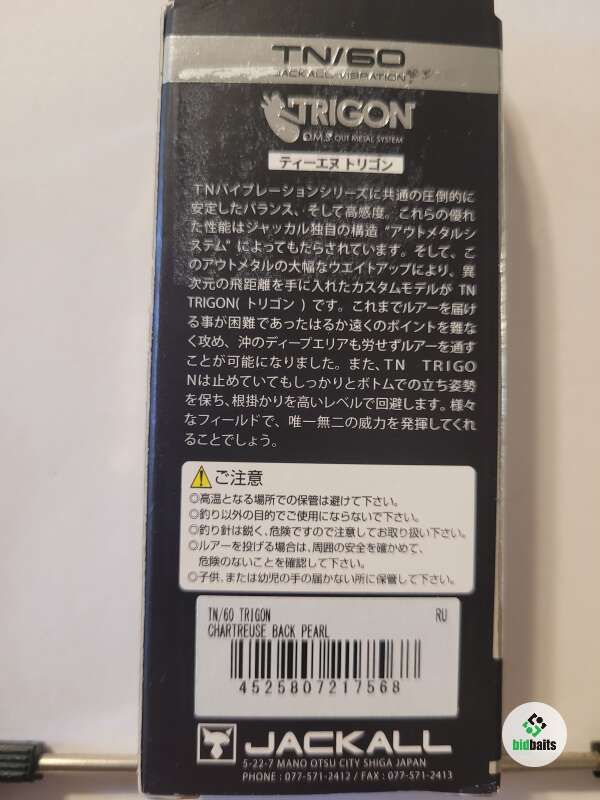 TN/60
JACKALL VIBRATION
TRIGON
O.M.S OUT METAL SYSTEM
ティーエヌ トリゴン
TNバイブレーションシリーズに共通の圧倒的に
安定したバランス、そして高感度。これらの優れ
た性能はジャッカル独自の構造 "アウトメタルシ
ステム" によってもたらされています。そして、こ
のアウトメタルの大幅なウエイトアップにより、異
次元の飛距離を手に入れたカスタムモデルが TN
TRIGON( トリゴン ) です。これまでルアーを届け
る事が困難であったはるか遠くのポイントを難な
く攻め、沖のディープエリアも労せずルアーを通す
ことが可能になりました。また、TN TRIGO
Nは止めていてもしっかりとボトムでの立ち姿勢
を保ち、根掛かりを高いレベルで回避します。様々
なフィールドで、唯一無二の威力を発揮してくれ
ることでしょう。
ご注意
◎高温となる場所での保管は避けて下さい。
◎釣り以外の目的でご使用にならないで下さい。
◎釣り針は鋭く、危険ですので注意してお取り扱い下さい。
◎ルアーを投げる場合は、周囲の安全を確かめて、
危険のないことを確認して下さい。
◎子供、または幼児の手の届かない所に保管して下さい。
TN/60 TRIGON RU
CHARTREUSE BACK PEARL
4525807217568
JACKALL
5-22-7 MANO OTSU CITY SHIGA JAPAN
PHONE : 077-571-2412 / FAX : 077-571-2413
bidbaits